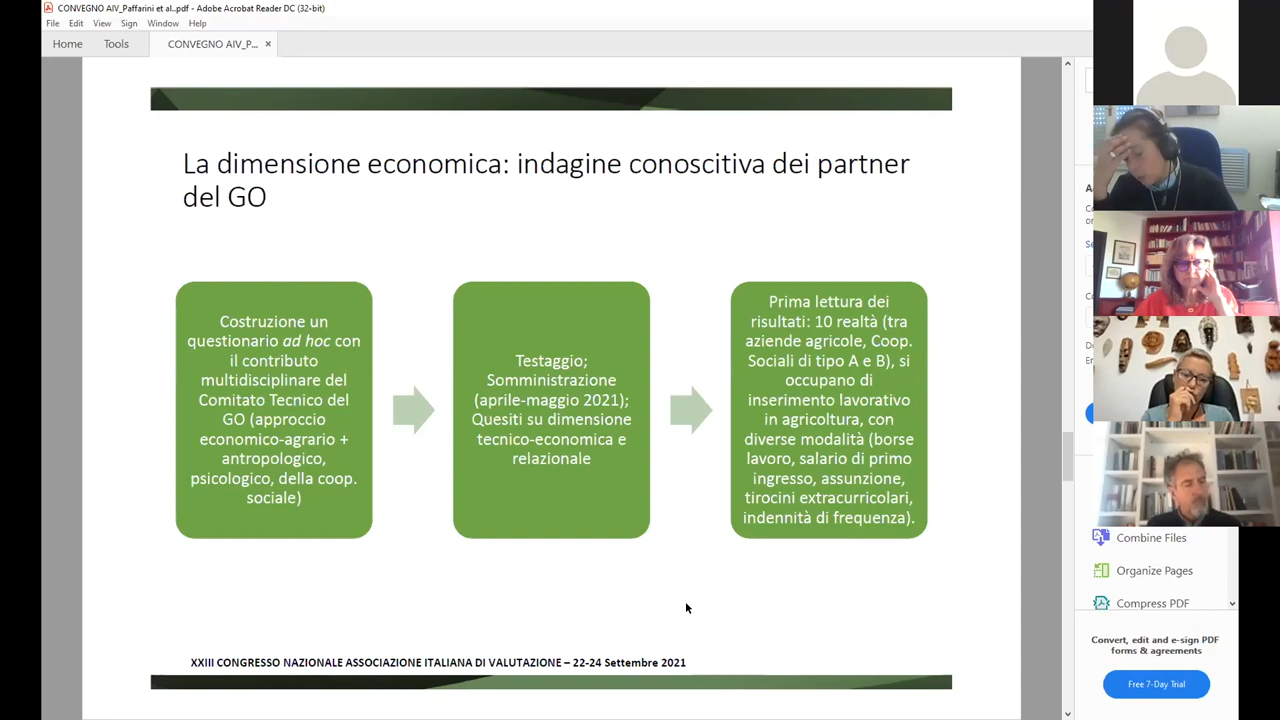 CONVEGNO AIV_Paffarini et al..pdf - Adobe Acrobat Reader DC (32-bit)
File Edit View Sign Window Help
Home Tools CONVEGNO AIV_P... ×
La dimensione economica: indagine conoscitiva dei partner
del GO
Costruzione un
questionario ad hoc con
il contributo
multidisciplinare del
Comitato Tecnico del
GO (approccio
economico-agrario +
antropologico,
psicologico, della coop.
sociale)
Testaggio;
Somministrazione
(aprile-maggio 2021);
Quesiti su dimensione
tecnico-economica e
relazionale
Prima lettura dei
risultati: 10 realtà (tra
aziende agricole, Coop.
Sociali di tipo A e B), si
occupano di
inserimento lavorativo
in agricoltura, con
diverse modalità (borse
lavoro, salario di primo
ingresso, assunzione,
tirocini extracurricolari,
indennità di frequenza).
XXIII CONGRESSO NAZIONALE ASSOCIAZIONE ITALIANA DI VALUTAZIONE – 22-24 Settembre 2021
Combine Files
Organize Pages
Compress PDF
Convert, edit and e-sign PDF
forms & agreements
Free 7-Day Trial